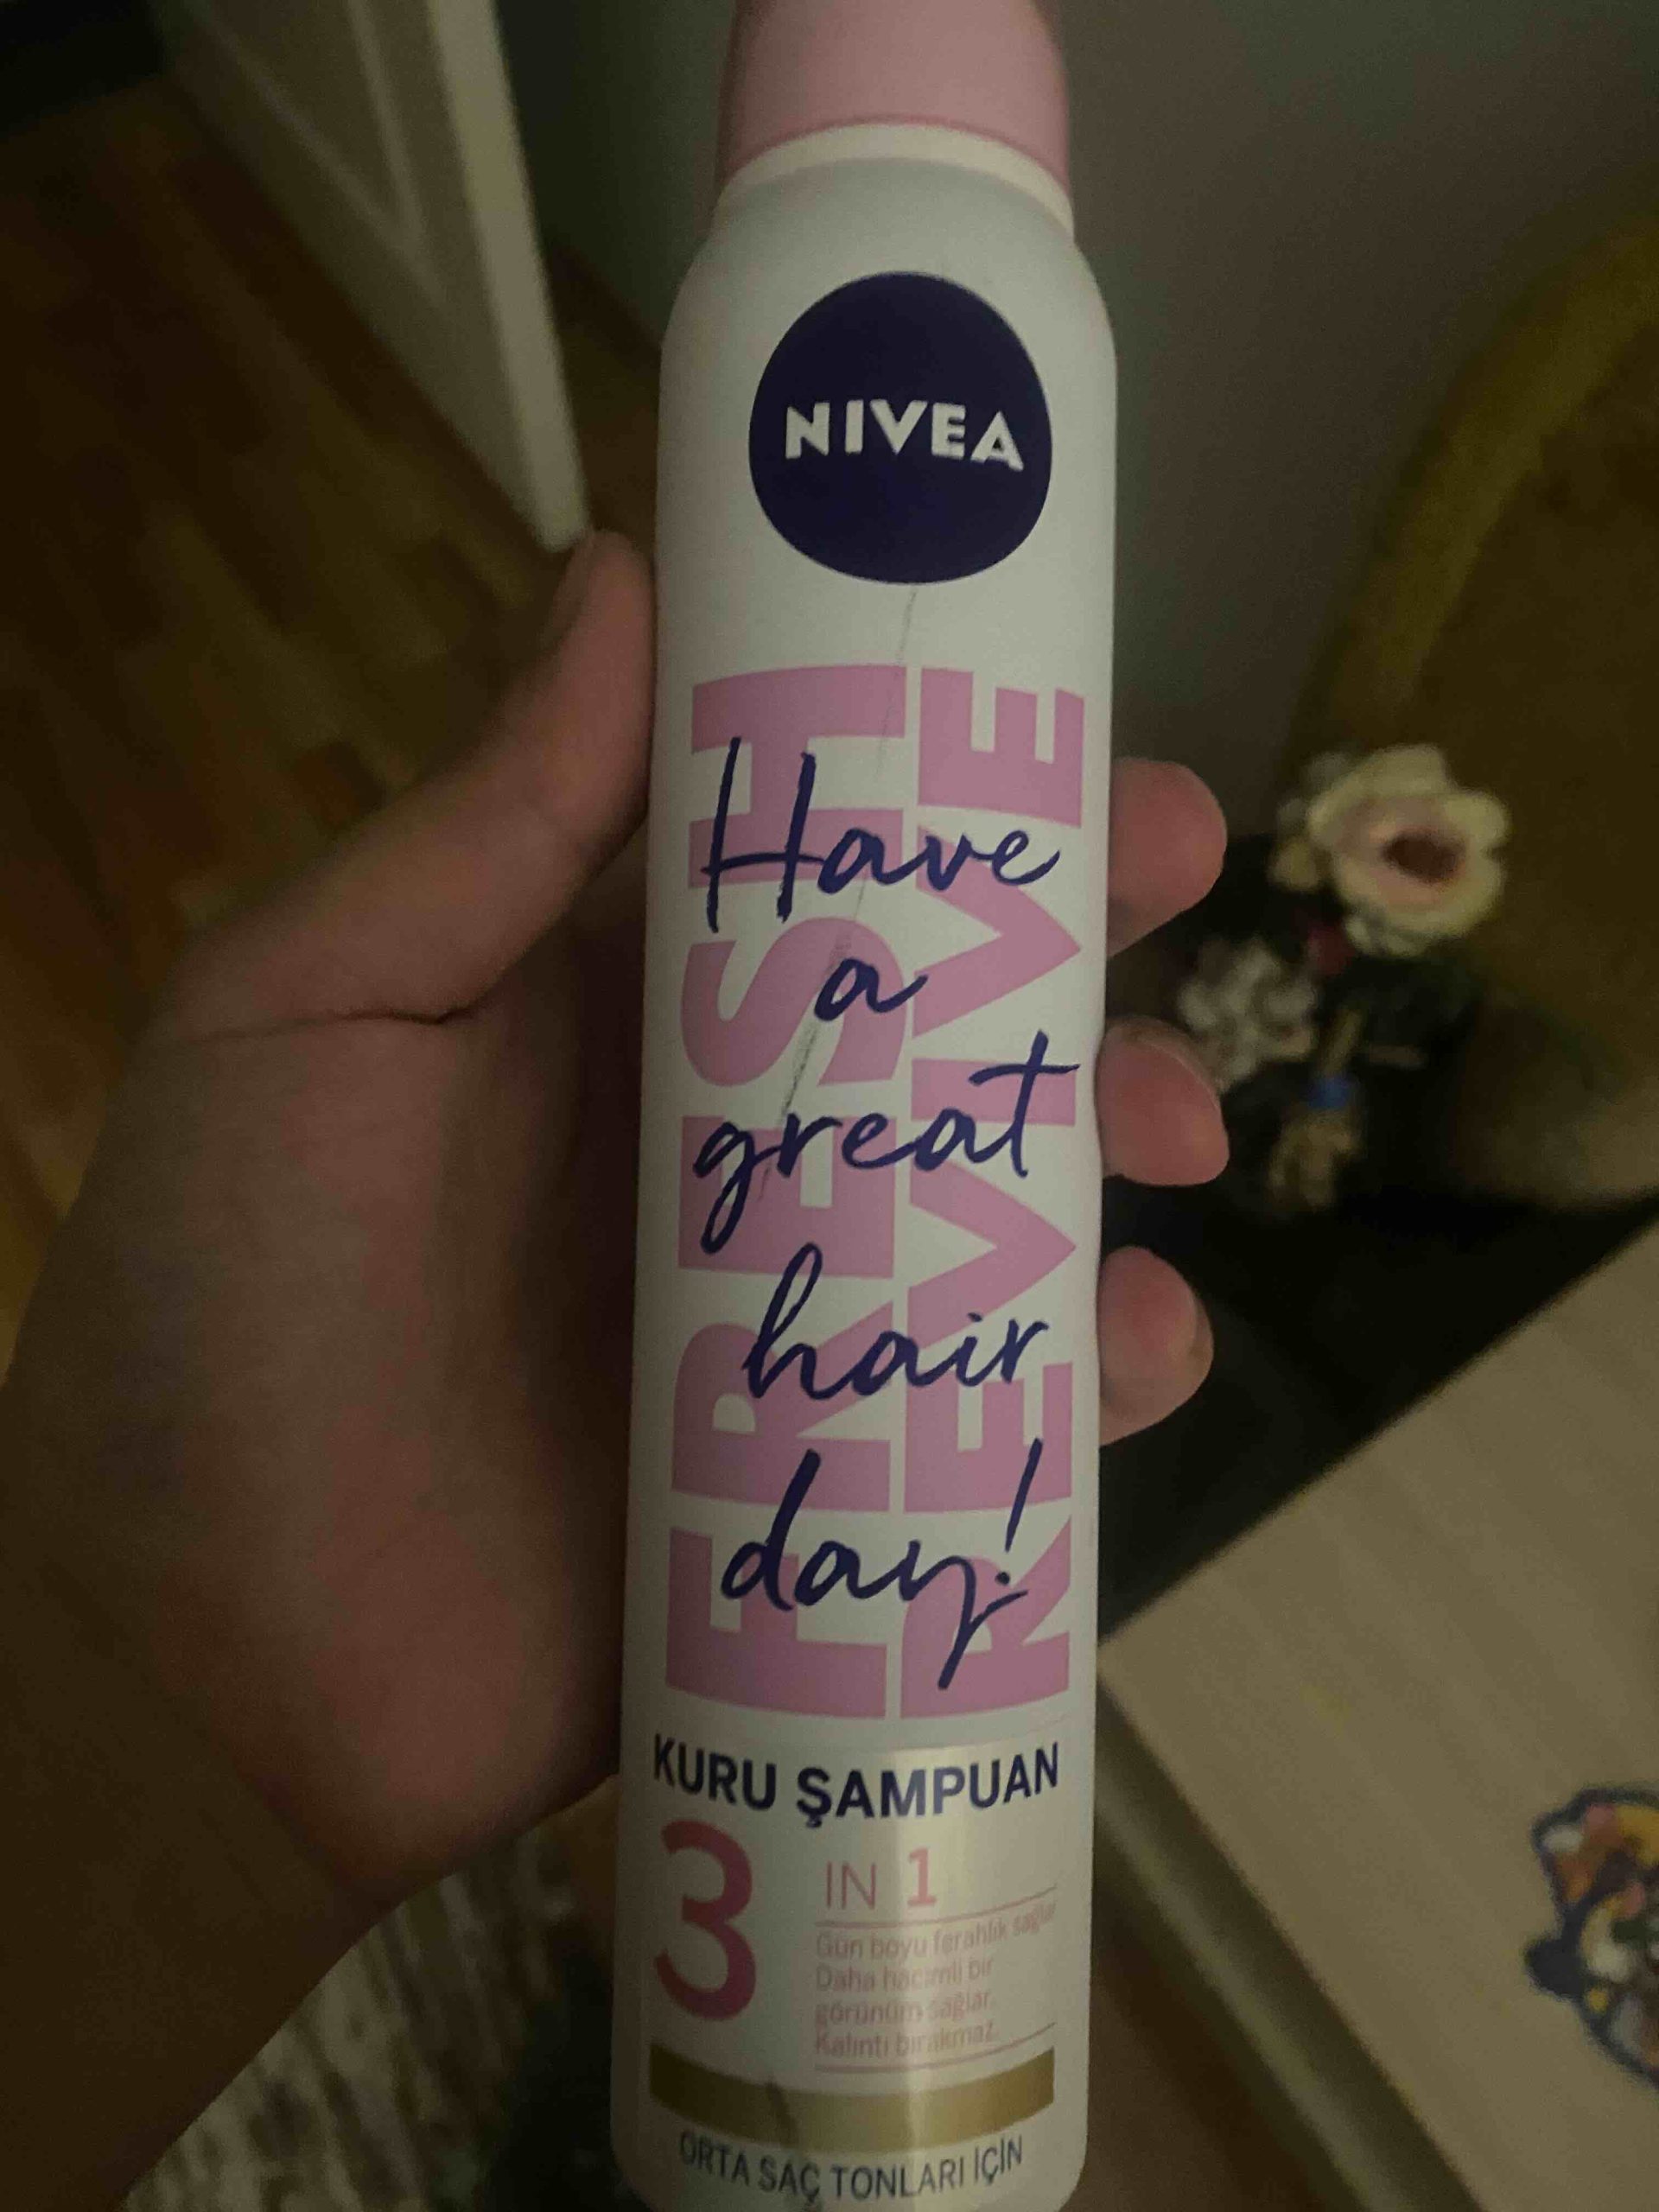 NIVEA
FRESH
REVIVE
Have
a
great
hair
day!
KURU ŞAMPUAN
3 IN 1
Gün boyu ferahlık sağlar
Daha hacimli bir
görünüm sağlar.
Kalıntı bırakmaz.
ORTA SAÇ TONLARI İÇİN